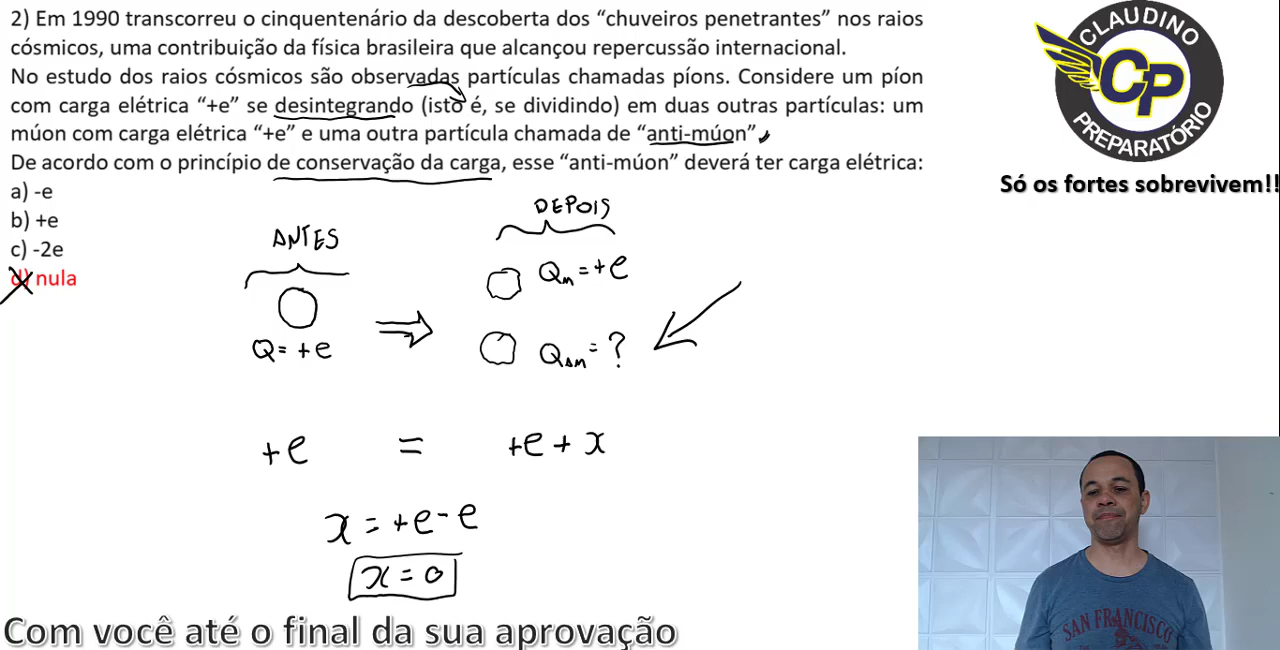 2) Em 1990 transcorreu o cinquentenário da descoberta dos “chuveiros penetrantes” nos raios
cósmicos, uma contribuição da física brasileira que alcançou repercussão internacional.
No estudo dos raios cósmicos são observadas partículas chamadas píons. Considere um píon
com carga elétrica “+e” se desintegrando (isto é, se dividindo) em duas outras partículas: um
múon com carga elétrica “+e” e uma outra partícula chamada de “anti-múon”.
De acordo com o princípio de conservação da carga, esse “anti-múon” deverá ter carga elétrica:
a) -e
b) +e
c) -2e
d) nula
CLAUDINO
CP
PREPARATÓRIO
Só os fortes sobrevivem!!
ANTES
DEPOIS
Q = +e
⇒
Qm = +e
QAM = ?
+e = +e + x
x = +e - e
x = 0
SAN FRANCISCO
Com você até o final da sua aprovação